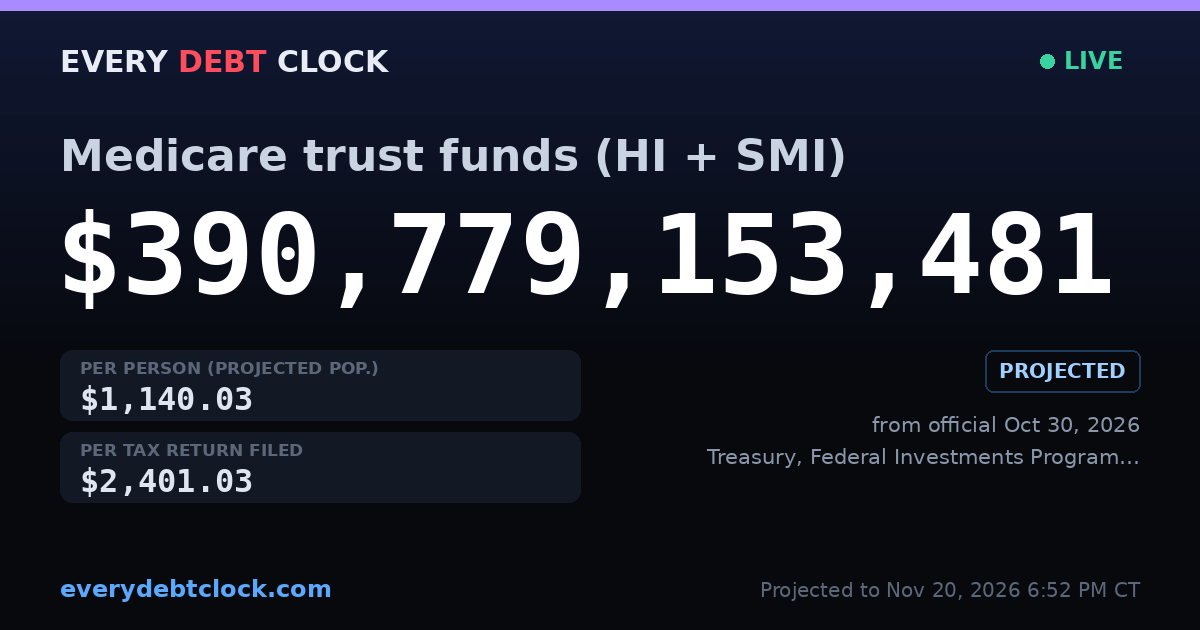 EVERY DEBT CLOCK
LIVE
Medicare trust funds (HI + SMI)
$390,779,153,481
PER PERSON (PROJECTED POP.)
$1,140.03
PROJECTED
from official Oct 30, 2026
Treasury, Federal Investments Program…
PER TAX RETURN FILED
$2,401.03
everydebtclock.com
Projected to Nov 20, 2026 6:52 PM CT